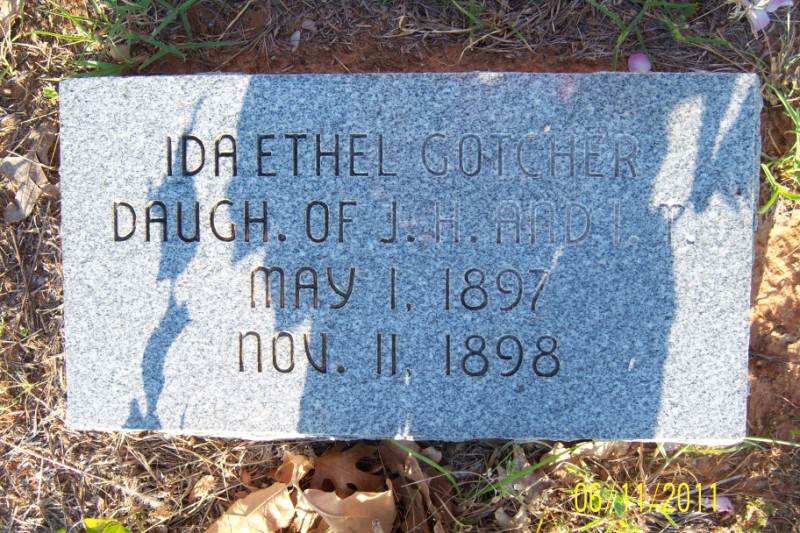 IDA ETHEL GOTCHER
DAUGH. OF J. H. AND I. T.
MAY 1, 1897
NOV. 11, 1898
06/11/2011